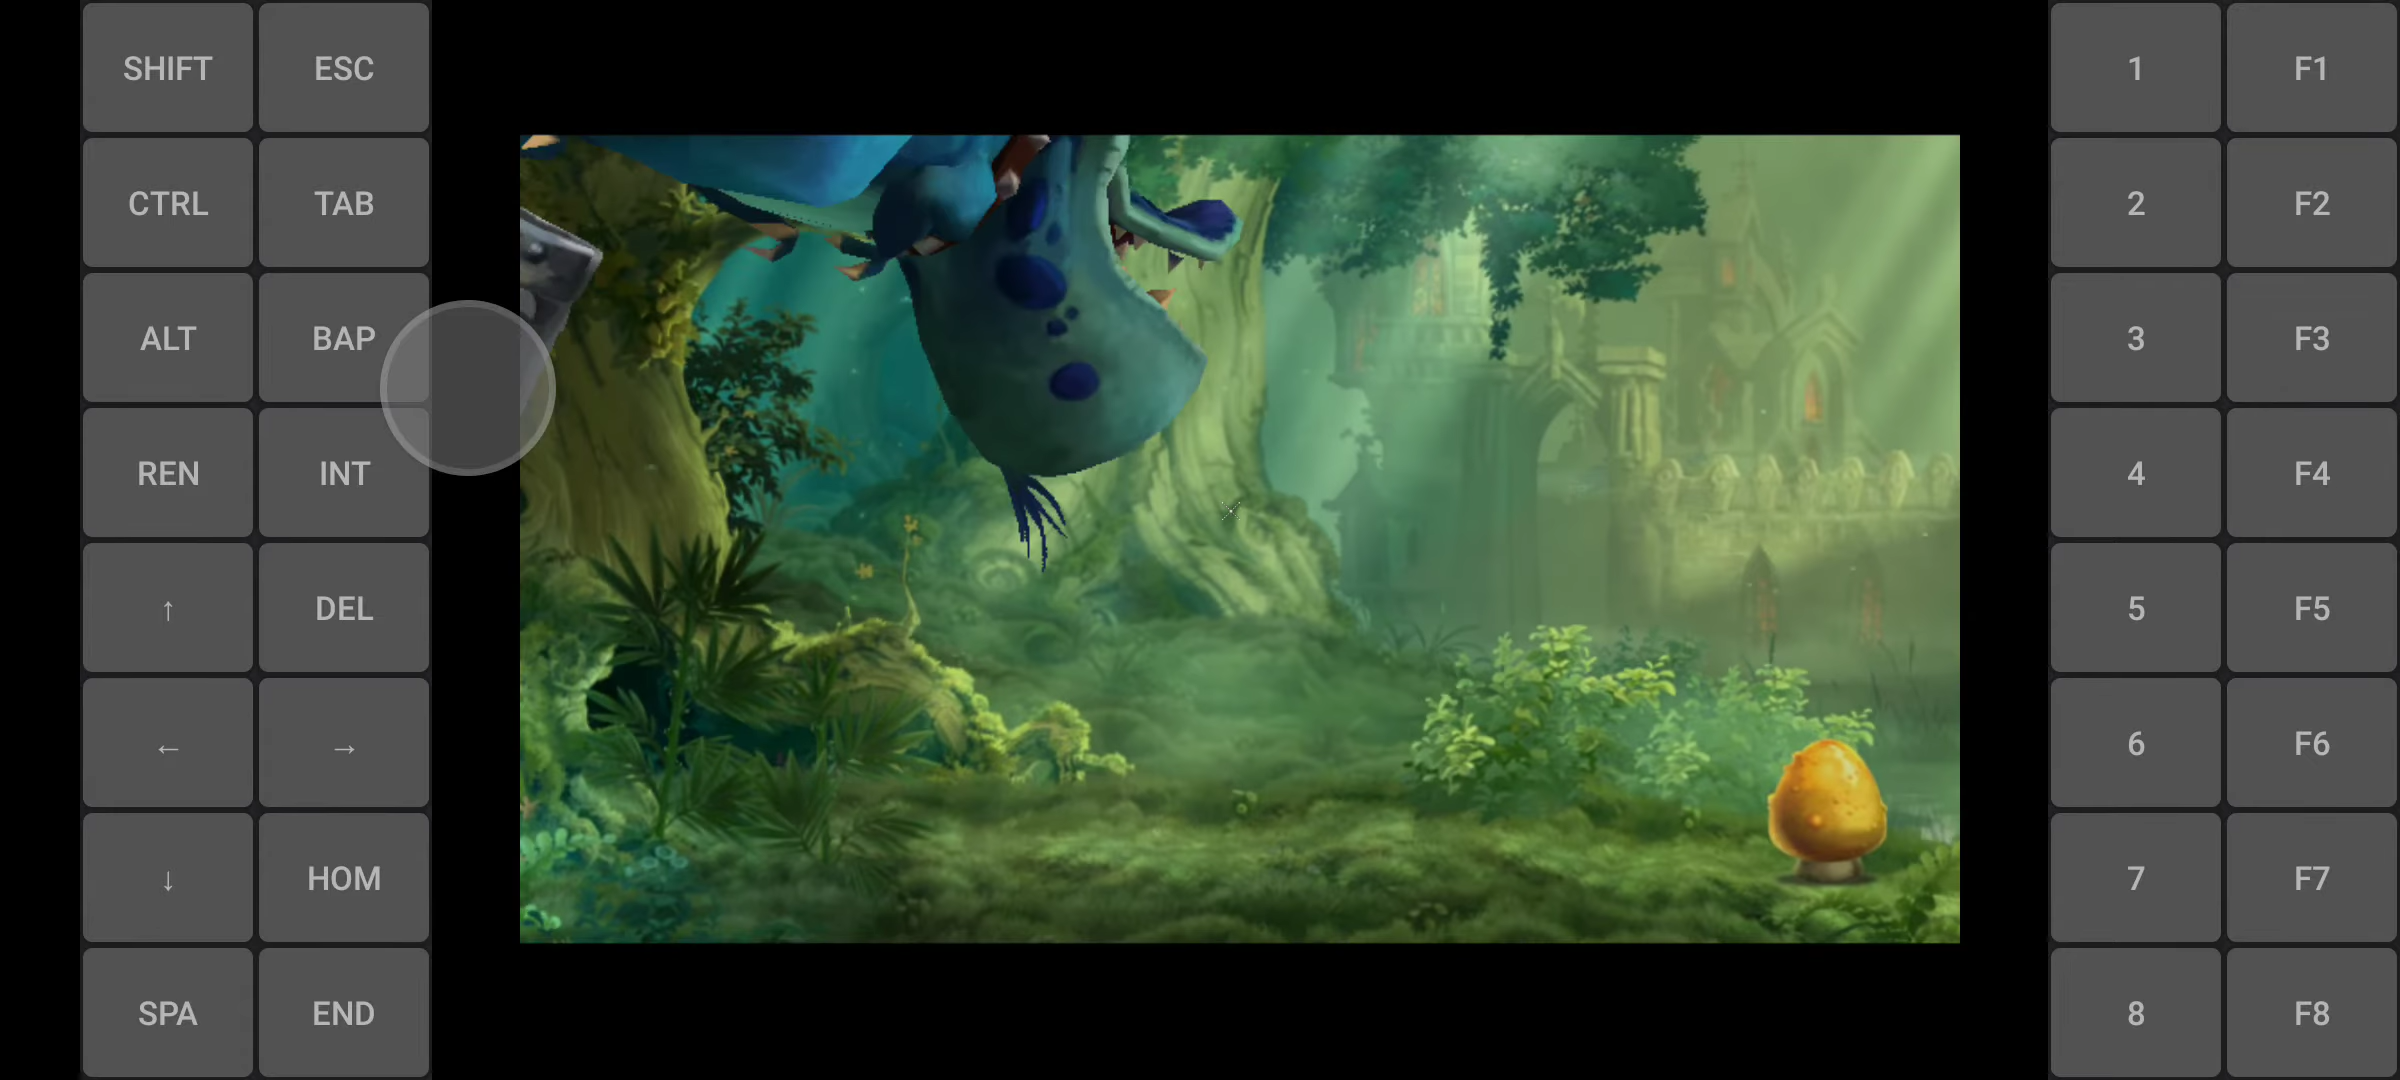 SHIFT ESC 1 F1
CTRL TAB 2 F2
ALT BAP 3 F3
REN INT 4 F4
↑ DEL 5 F5
← → 6 F6
↓ HOM 7 F7
SPA END 8 F8